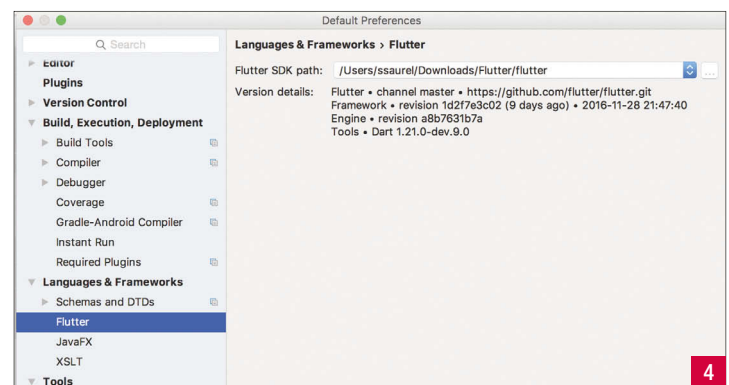 Default Preferences
Search
Editor
Plugins
Version Control
Build, Execution, Deployment
Build Tools
Compiler
Debugger
Coverage
Gradle-Android Compiler
Instant Run
Required Plugins
Languages & Frameworks
Schemas and DTDs
Flutter
JavaFX
XSLT
Tools
Languages & Frameworks › Flutter
Flutter SDK path: /Users/ssaurel/Downloads/Flutter/flutter ...
Version details: Flutter • channel master • https://github.com/flutter/flutter.git
Framework • revision 1d2f7e3c02 (9 days ago) • 2016-11-28 21:47:40
Engine • revision a8b7631b7a
Tools • Dart 1.21.0-dev.9.0
4